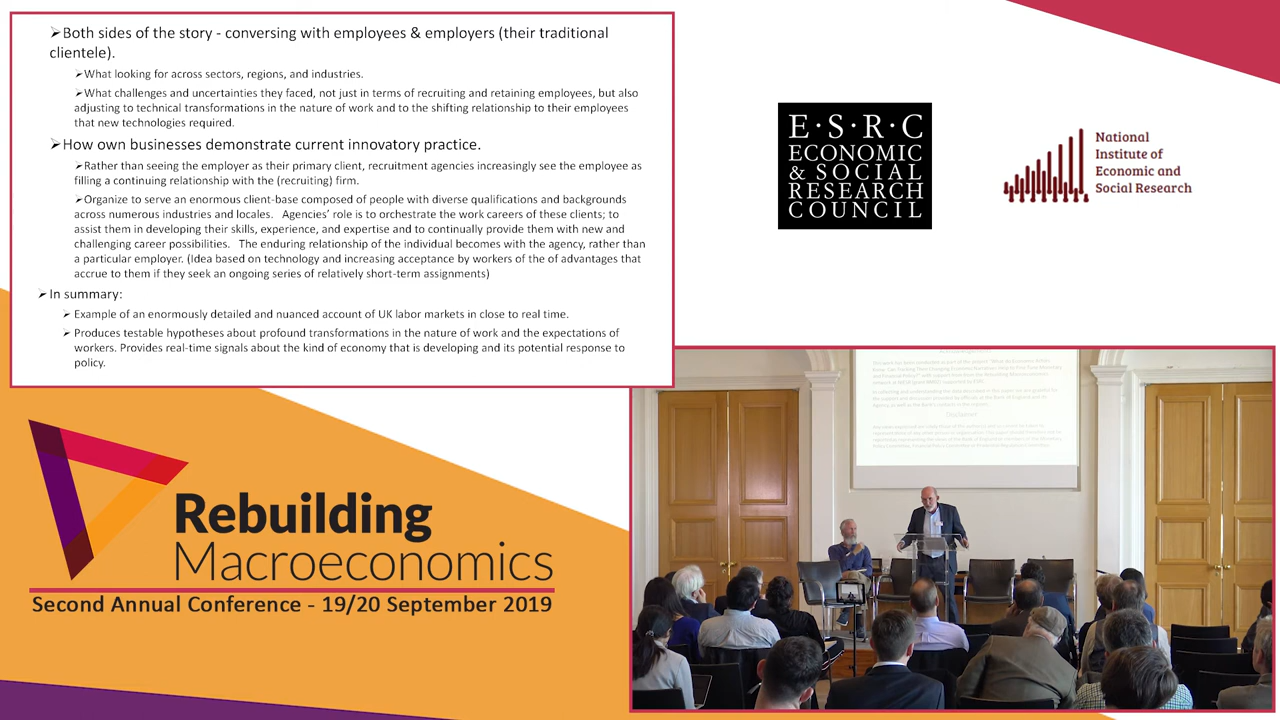 ➢Both sides of the story - conversing with employees & employers (their traditional
clientele).
➢What looking for across sectors, regions, and industries.
➢What challenges and uncertainties they faced, not just in terms of recruiting and retaining employees, but also
adjusting to technical transformations in the nature of work and to the shifting relationship to their employees
that new technologies required.
➢How own businesses demonstrate current innovatory practice.
➢Rather than seeing the employer as their primary client, recruitment agencies increasingly see the employee as
filling a continuing relationship with the (recruiting) firm.
➢Organize to serve an enormous client-base composed of people with diverse qualifications and backgrounds
across numerous industries and locales. Agencies' role is to orchestrate the work careers of these clients; to
assist them in developing their skills, experience, and expertise and to continually provide them with new and
challenging career possibilities. The enduring relationship of the individual becomes with the agency, rather than
a particular employer. (Idea based on technology and increasing acceptance by workers of the of advantages that
accrue to them if they seek an ongoing series of relatively short-term assignments)
➢In summary:
➢ Example of an enormously detailed and nuanced account of UK labor markets in close to real time.
➢ Produces testable hypotheses about profound transformations in the nature of work and the expectations of
workers. Provides real-time signals about the kind of economy that is developing and its potential response to
policy.
E·S·R·C
ECONOMIC
& SOCIAL
RESEARCH
COUNCIL
National
Institute of
Economic and
Social Research
Rebuilding
Macroeconomics
Second Annual Conference - 19/20 September 2019
Disclaimer